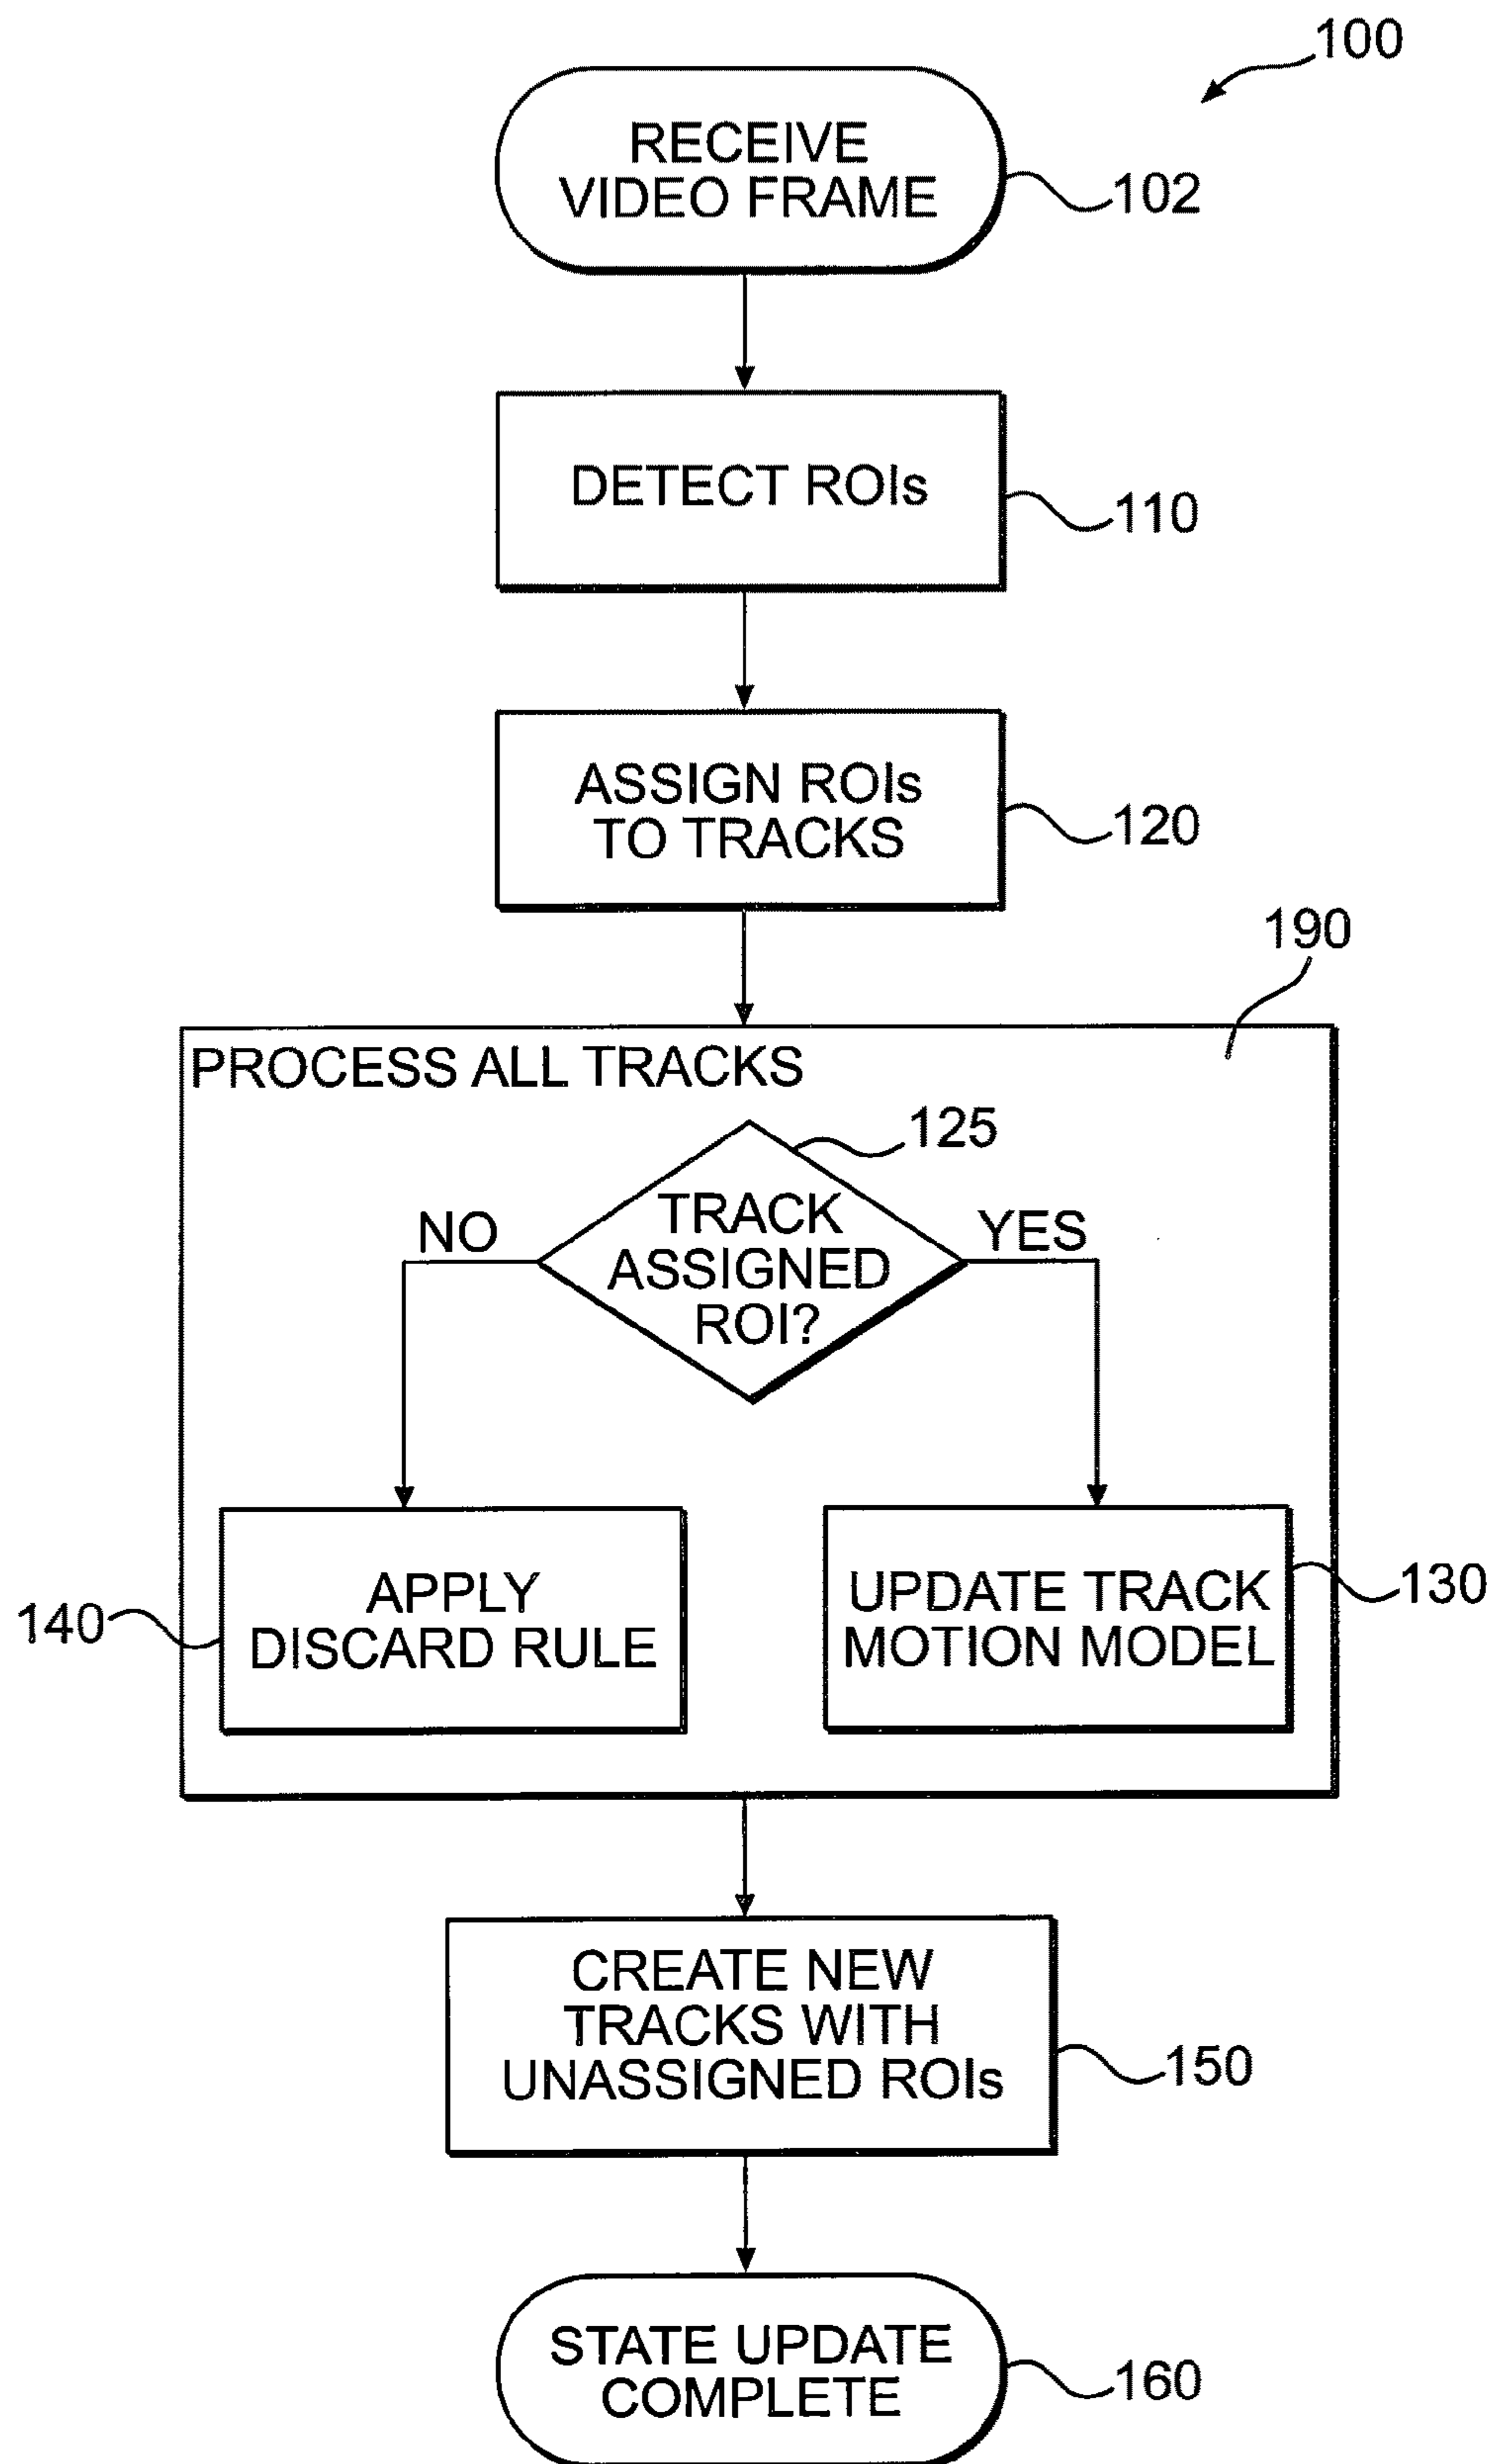 100
RECEIVE
VIDEO FRAME
102
DETECT ROIs
110
ASSIGN ROIs
TO TRACKS
120
190
PROCESS ALL TRACKS
125
NO
TRACK
ASSIGNED
ROI?
YES
140
APPLY
DISCARD RULE
UPDATE TRACK
MOTION MODEL
130
CREATE NEW
TRACKS WITH
UNASSIGNED ROIs
150
STATE UPDATE
COMPLETE
160